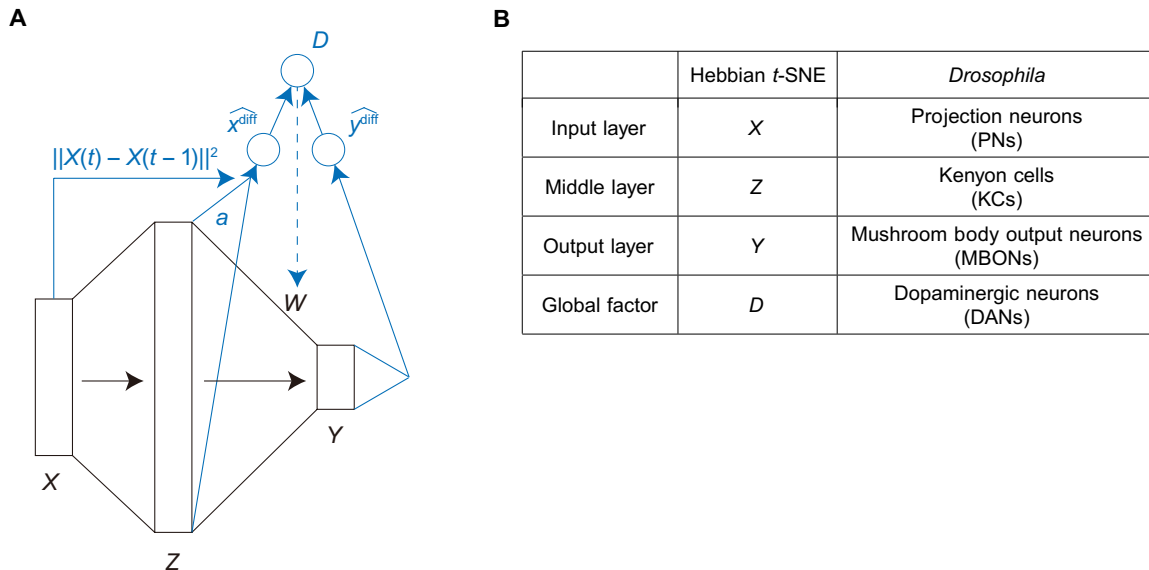 A
D
x^diff
y^diff
||X(t) – X(t – 1)||²
a
W
X
Y
Z
B
Hebbian t-SNE Drosophila
Input layer X Projection neurons
(PNs)
Middle layer Z Kenyon cells
(KCs)
Output layer Y Mushroom body output neurons
(MBONs)
Global factor D Dopaminergic neurons
(DANs)